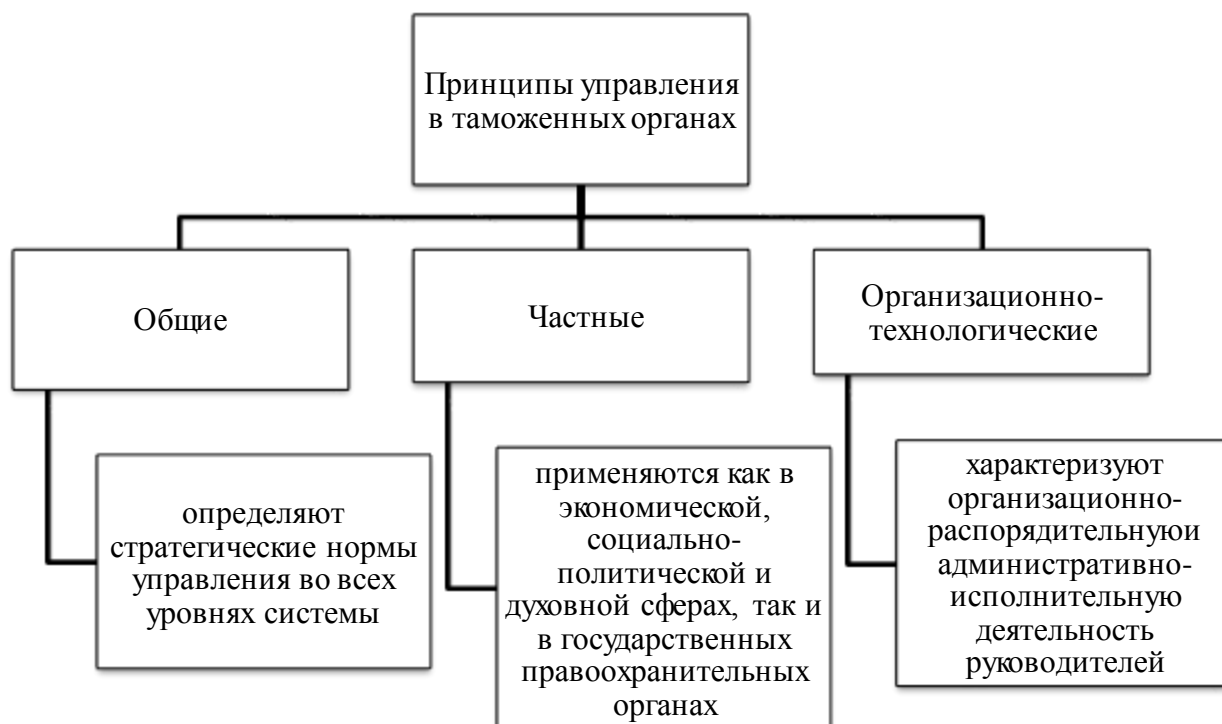 Принципы управления
в таможенных органах
Общие
Частные
Организационно-
технологические
определяют
стратегические нормы
управления во всех
уровнях системы
применяются как в
экономической,
социально-
политической и
духовной сферах, так и
в государственных
правоохранительных
органах
характеризуют
организационно-
распорядительнуюи
административно-
исполнительную
деятельность
руководителей